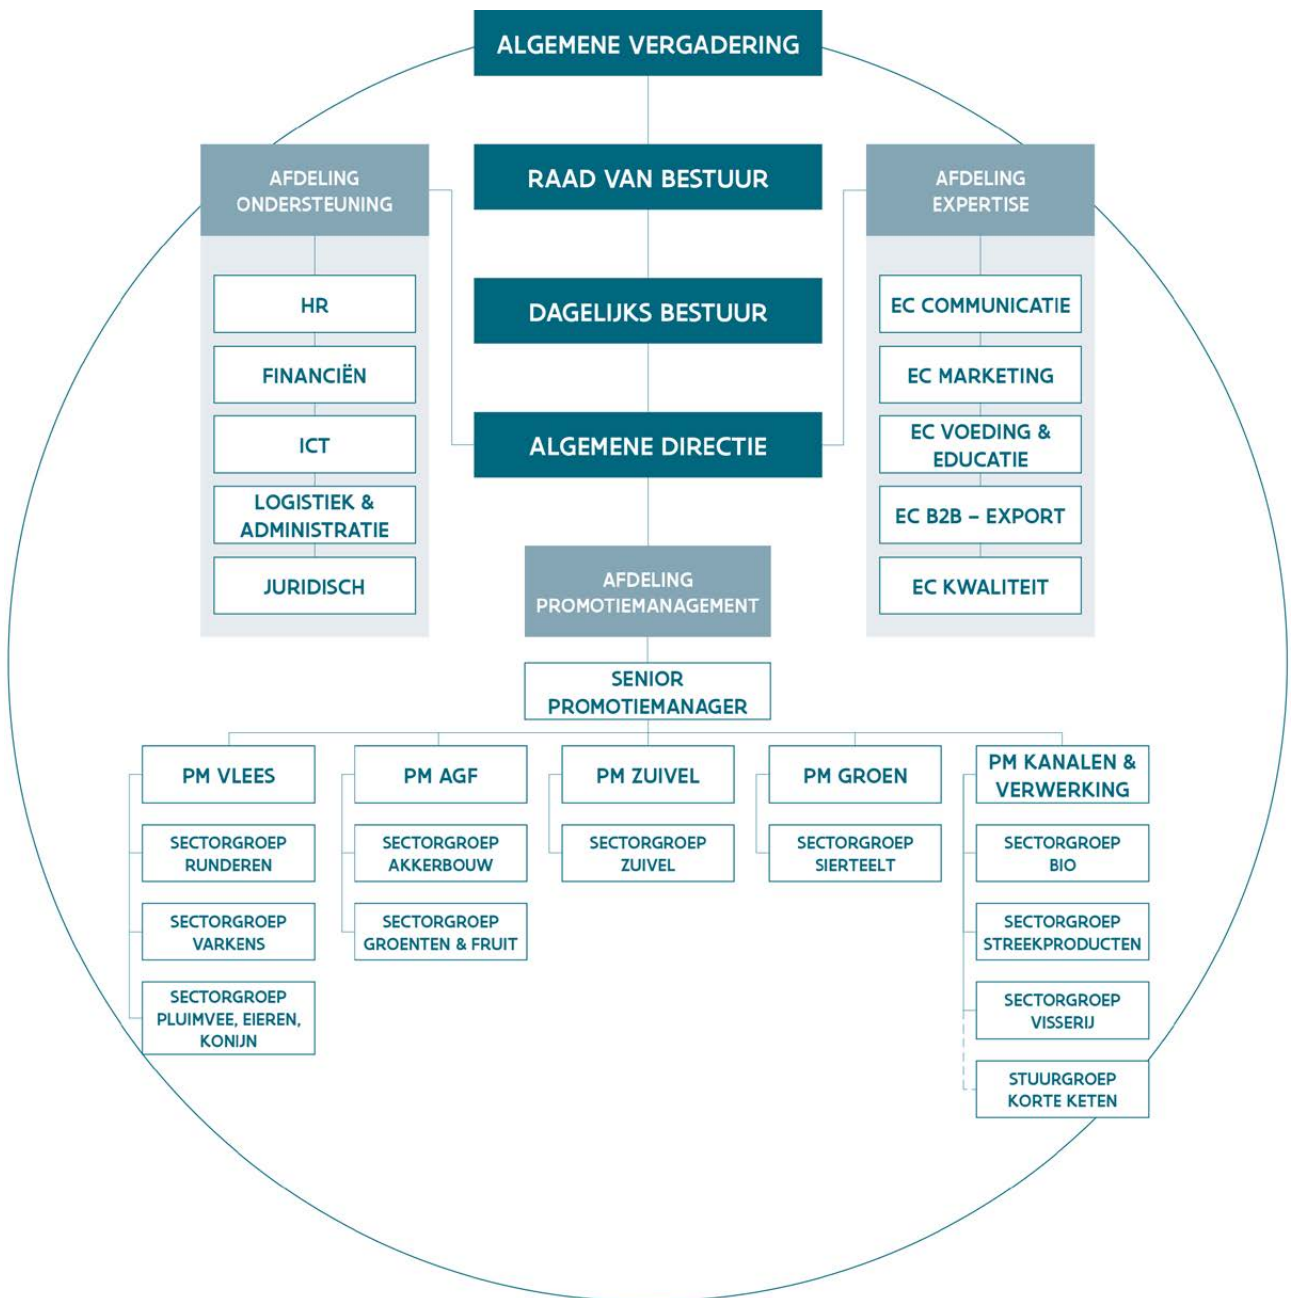 ALGEMENE VERGADERING
AFDELING
ONDERSTEUNING
RAAD VAN BESTUUR
AFDELING
EXPERTISE
HR
FINANCIËN
ICT
LOGISTIEK &
ADMINISTRATIE
JURIDISCH
DAGELIJKS BESTUUR
ALGEMENE DIRECTIE
EC COMMUNICATIE
EC MARKETING
EC VOEDING &
EDUCATIE
EC B2B – EXPORT
EC KWALITEIT
AFDELING
PROMOTIEMANAGEMENT
SENIOR
PROMOTIEMANAGER
PM VLEES
SECTORGROEP
RUNDEREN
SECTORGROEP
VARKENS
SECTORGROEP
PLUIMVEE, EIEREN,
KONIJN
PM AGF
SECTORGROEP
AKKERBOUW
SECTORGROEP
GROENTEN & FRUIT
PM ZUIVEL
SECTORGROEP
ZUIVEL
PM GROEN
SECTORGROEP
SIERTEELT
PM KANALEN &
VERWERKING
SECTORGROEP
BIO
SECTORGROEP
STREEKPRODUCTEN
SECTORGROEP
VISSERIJ
STUURGROEP
KORTE KETEN